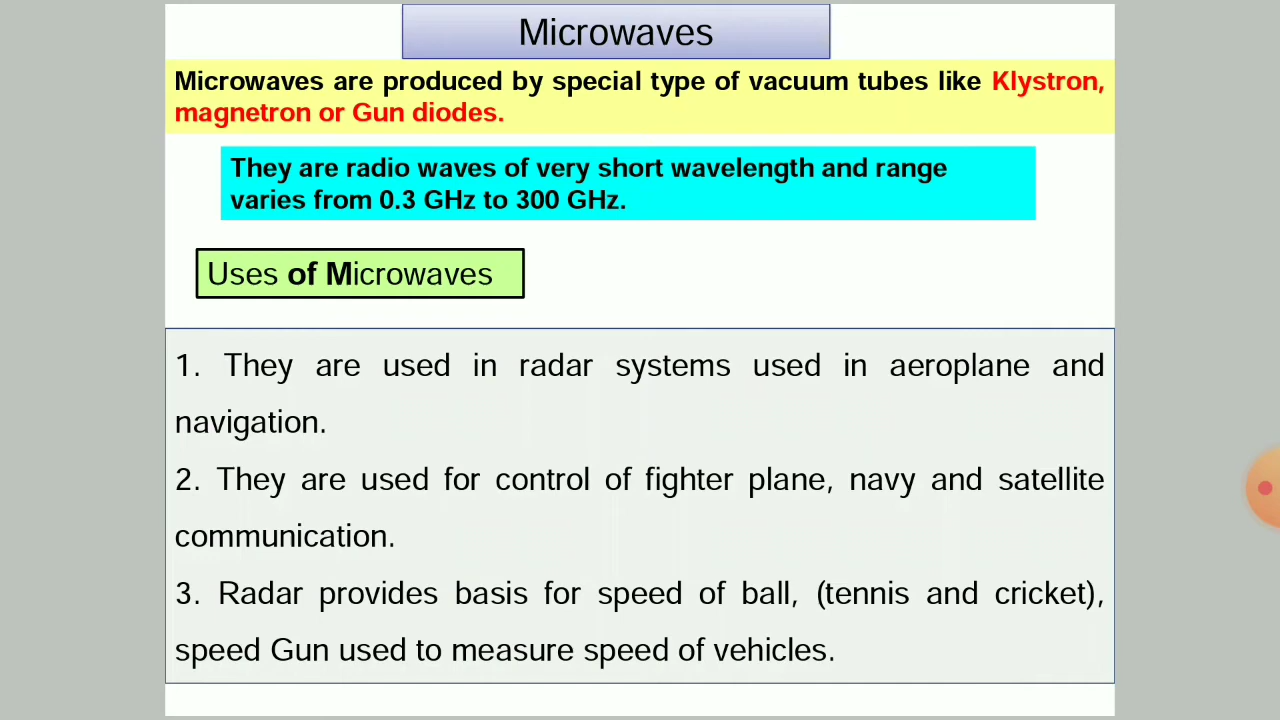 Microwaves
Microwaves are produced by special type of vacuum tubes like Klystron,
magnetron or Gun diodes.
They are radio waves of very short wavelength and range
varies from 0.3 GHz to 300 GHz.
Uses of Microwaves
1. They are used in radar systems used in aeroplane and
navigation.
2. They are used for control of fighter plane, navy and satellite
communication.
3. Radar provides basis for speed of ball, (tennis and cricket),
speed Gun used to measure speed of vehicles.